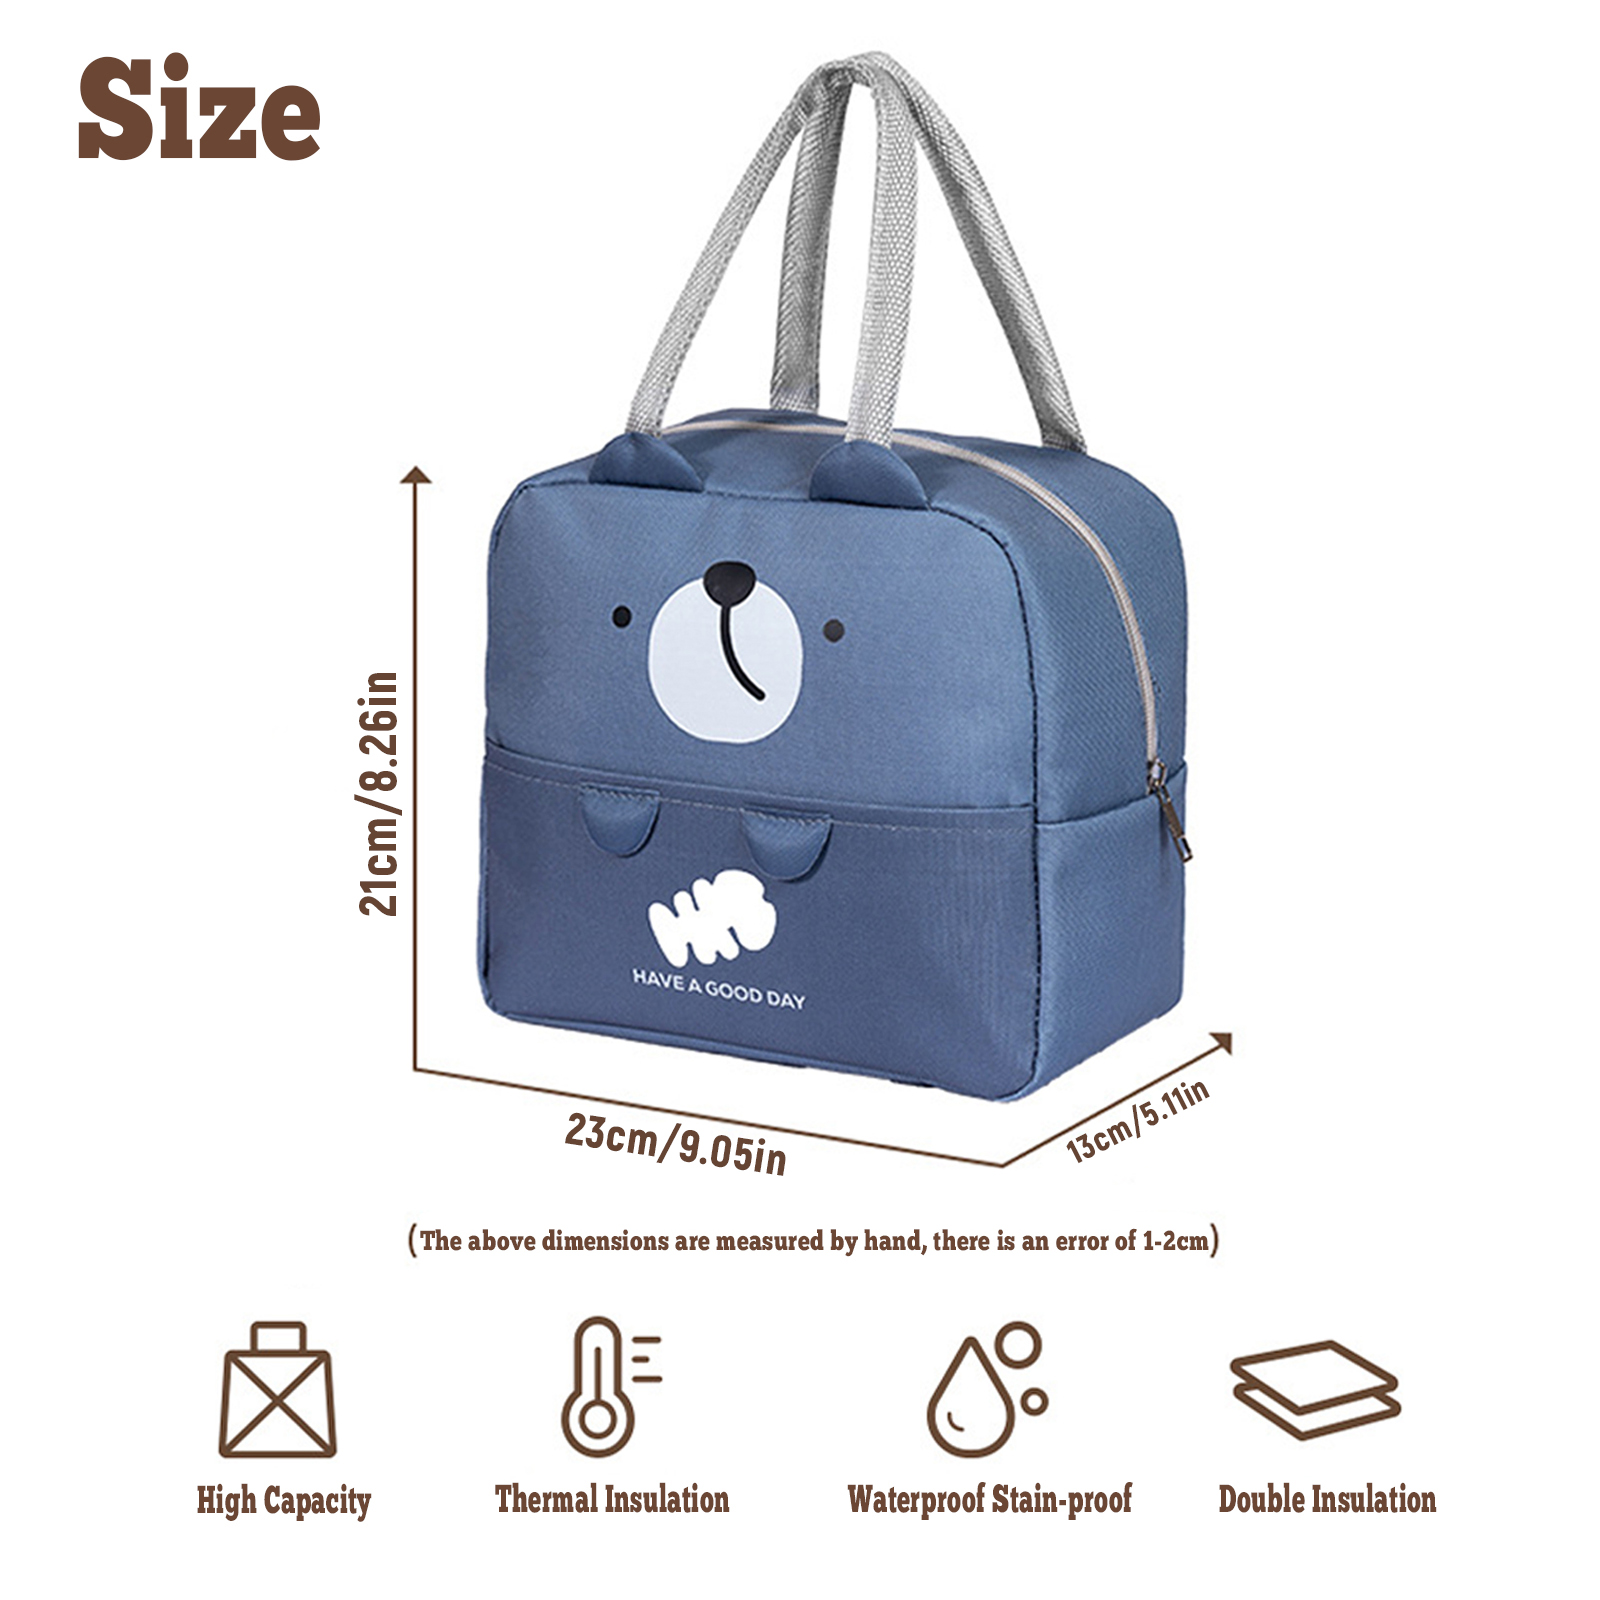 Size
21cm/8.26in
HAVE A GOOD DAY
23cm/9.05in
13cm/5.11in
(The above dimensions are measured by hand, there is an error of 1-2cm)
High Capacity
Thermal Insulation
Waterproof Stain-proof
Double Insulation